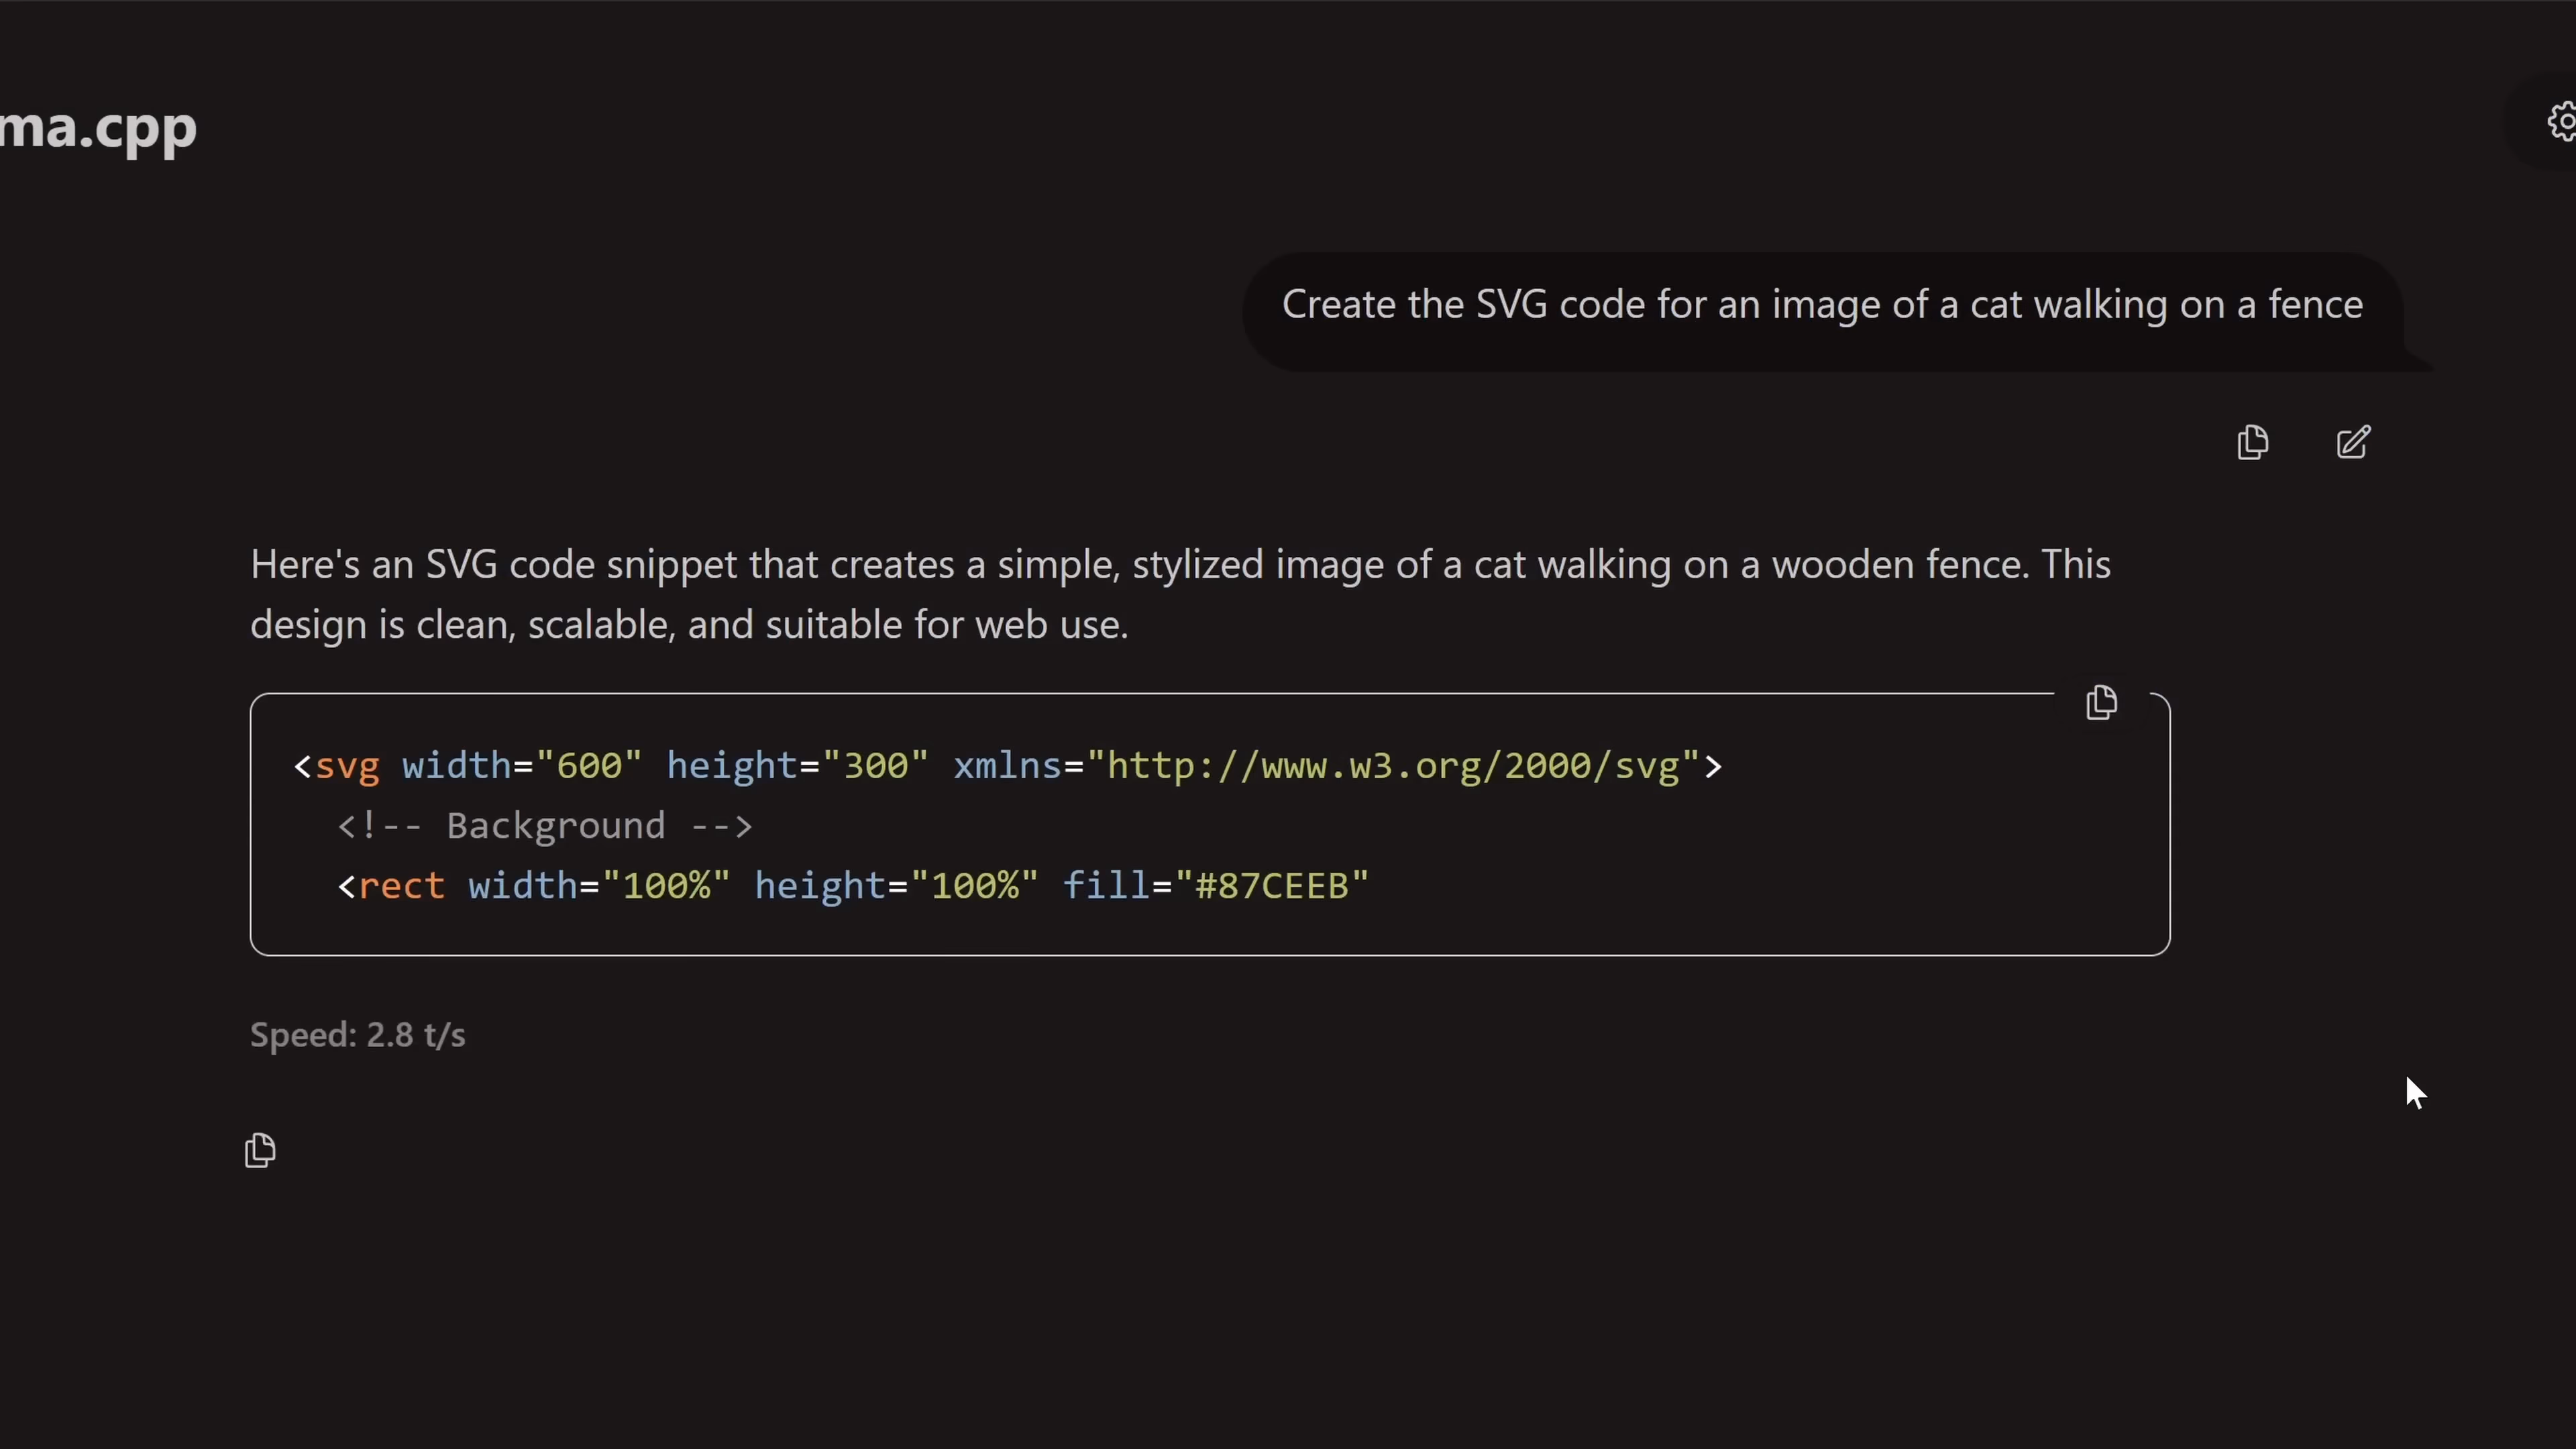 ma.cpp
Create the SVG code for an image of a cat walking on a fence
Here's an SVG code snippet that creates a simple, stylized image of a cat walking on a wooden fence. This
design is clean, scalable, and suitable for web use.
<svg width="600" height="300" xmlns="http://www.w3.org/2000/svg">
<!-- Background -->
<rect width="100%" height="100%" fill="#87CEEB"
Speed: 2.8 t/s